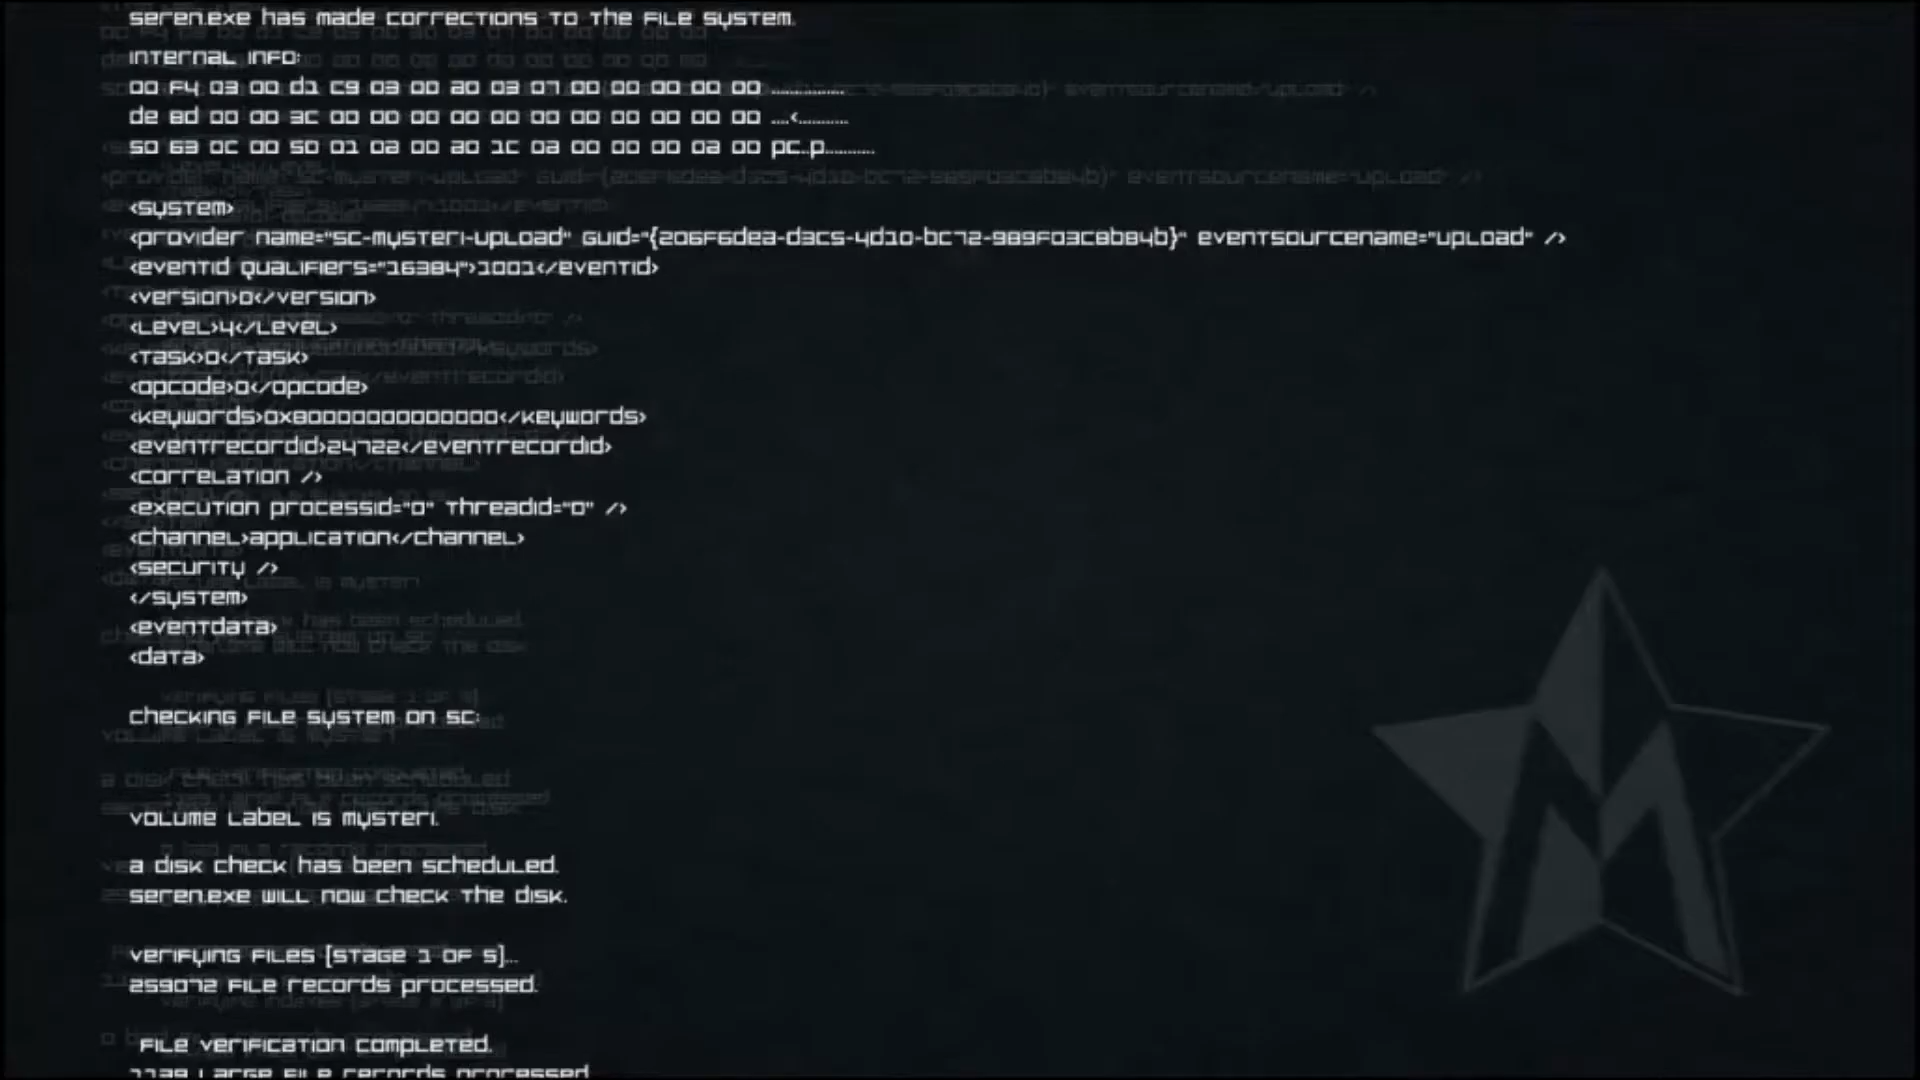 seren.exe has made corrections to the file system.
internal info:
00 f4 03 00 d1 c9 03 00 a0 03 07 00 00 00 00 00 ................
de 8d 00 00 3c 00 00 00 00 00 00 00 00 00 00 00 ....<...........
50 63 0c 00 50 01 0a 00 a0 1c 0a 00 00 00 0a 00 pc..p...........
<system>
<provider name="sc-mysteri-upload" guid="{206f6dea-d3c5-4d10-bc72-989f03c8b84b}" eventsourcename="upload" />
<eventid qualifiers="16384">1001</eventid>
<version>0</version>
<level>4</level>
<task>0</task>
<opcode>0</opcode>
<keywords>0x80000000000000</keywords>
<eventrecordid>24722</eventrecordid>
<correlation />
<execution processid="0" threadid="0" />
<channel>application</channel>
<security />
</system>
<eventdata>
<data>
checking file system on sc:
volume label is mysteri.
a disk check has been scheduled.
seren.exe will now check the disk.
verifying files [stage 1 of 5]...
259072 file records processed.
file verification completed.
1139 large file records processed
M